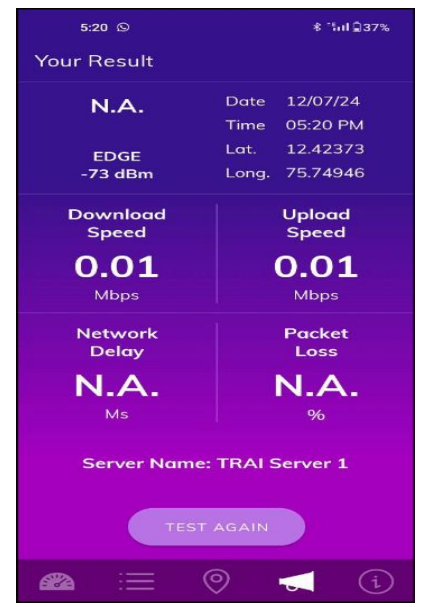 5:20 37%
Your Result
N.A.
EDGE
-73 dBm
Date 12/07/24
Time 05:20 PM
Lat. 12.42373
Long. 75.74946
Download
Speed
0.01
Mbps
Upload
Speed
0.01
Mbps
Network
Delay
N.A.
Ms
Packet
Loss
N.A.
%
Server Name: TRAI Server 1
TEST AGAIN